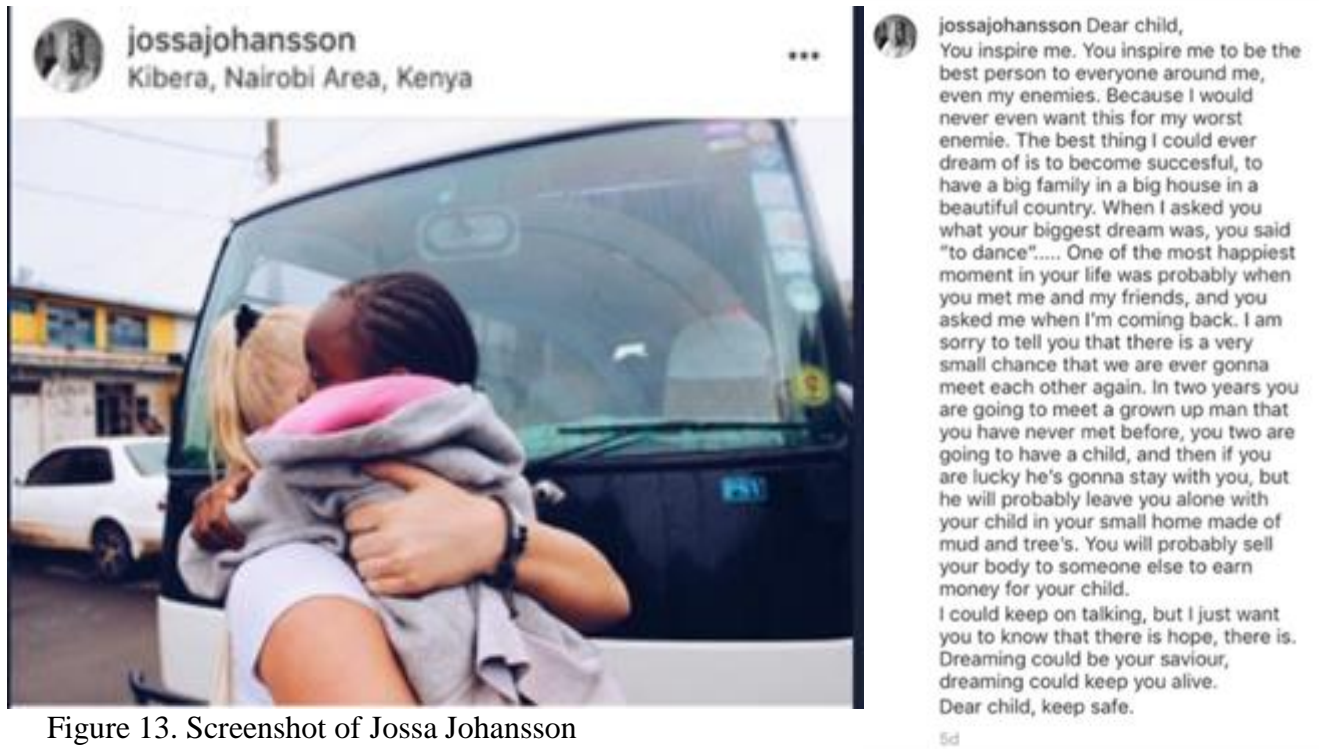 jossajohansson
Kibera, Nairobi Area, Kenya
Figure 13. Screenshot of Jossa Johansson
jossajohansson Dear child,
You inspire me. You inspire me to be the
best person to everyone around me,
even my enemies. Because I would
never even want this for my worst
enemie. The best thing I could ever
dream of is to become succesful, to
have a big family in a big house in a
beautiful country. When I asked you
what your biggest dream was, you said
"to dance"..... One of the most happiest
moment in your life was probably when
you met me and my friends, and you
asked me when I'm coming back. I am
sorry to tell you that there is a very
small chance that we are ever gonna
meet each other again. In two years you
are going to meet a grown up man that
you have never met before, you two are
going to have a child, and then if you
are lucky he's gonna stay with you, but
he will probably leave you alone with
your child in your small home made of
mud and tree's. You will probably sell
your body to someone else to earn
money for your child.
I could keep on talking, but I just want
you to know that there is hope, there is.
Dreaming could be your saviour,
dreaming could keep you alive.
Dear child, keep safe.
5d